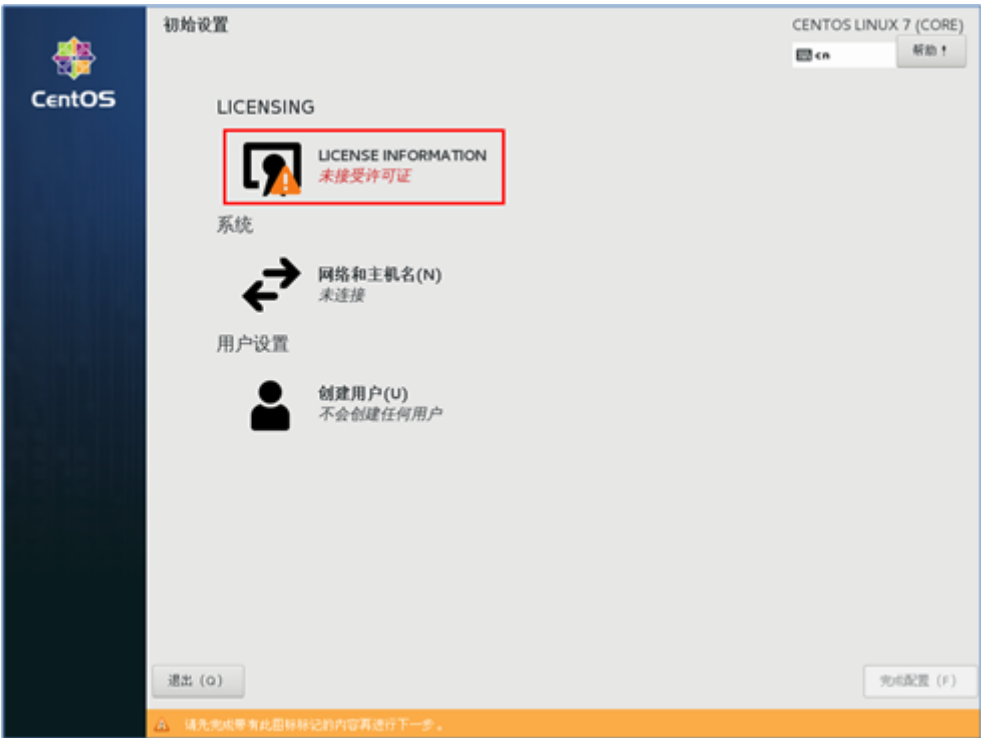 初始设置
CENTOS LINUX 7 (CORE)
cn
帮助！
CentOS
LICENSING
LICENSE INFORMATION
未接受许可证
系统
网络和主机名(N)
未连接
用户设置
创建用户(U)
不会创建任何用户
退出（Q）
完成配置（F）
请先完成带有此图标标记的内容再进行下一步。